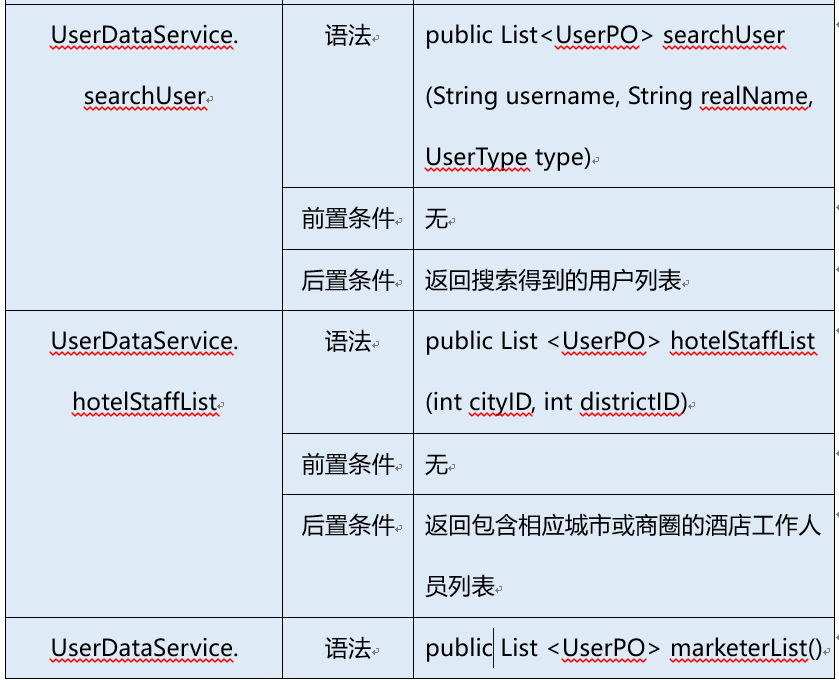 UserDataService.
searchUser
语法
public List<UserPO> searchUser
(String username, String realName,
UserType type)
前置条件
无
后置条件
返回搜索得到的用户列表
UserDataService.
hotelStaffList
语法
public List <UserPO> hotelStaffList
(int cityID, int districtID)
前置条件
无
后置条件
返回包含相应城市或商圈的酒店工作人
员列表
UserDataService.
语法
public List <UserPO> marketerList()